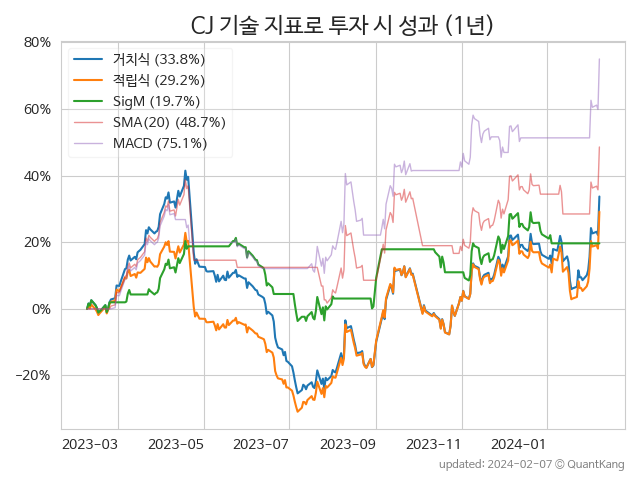 CJ 기술 지표로 투자 시 성과 (1년)
80%
60%
40%
20%
0%
−20%
거치식 (33.8%)
적립식 (29.2%)
SigM (19.7%)
SMA(20) (48.7%)
MACD (75.1%)
2023−03
2023−05
2023−07
2023−09
2023−11
2024−01
updated: 2024-02-07 © QuantKang